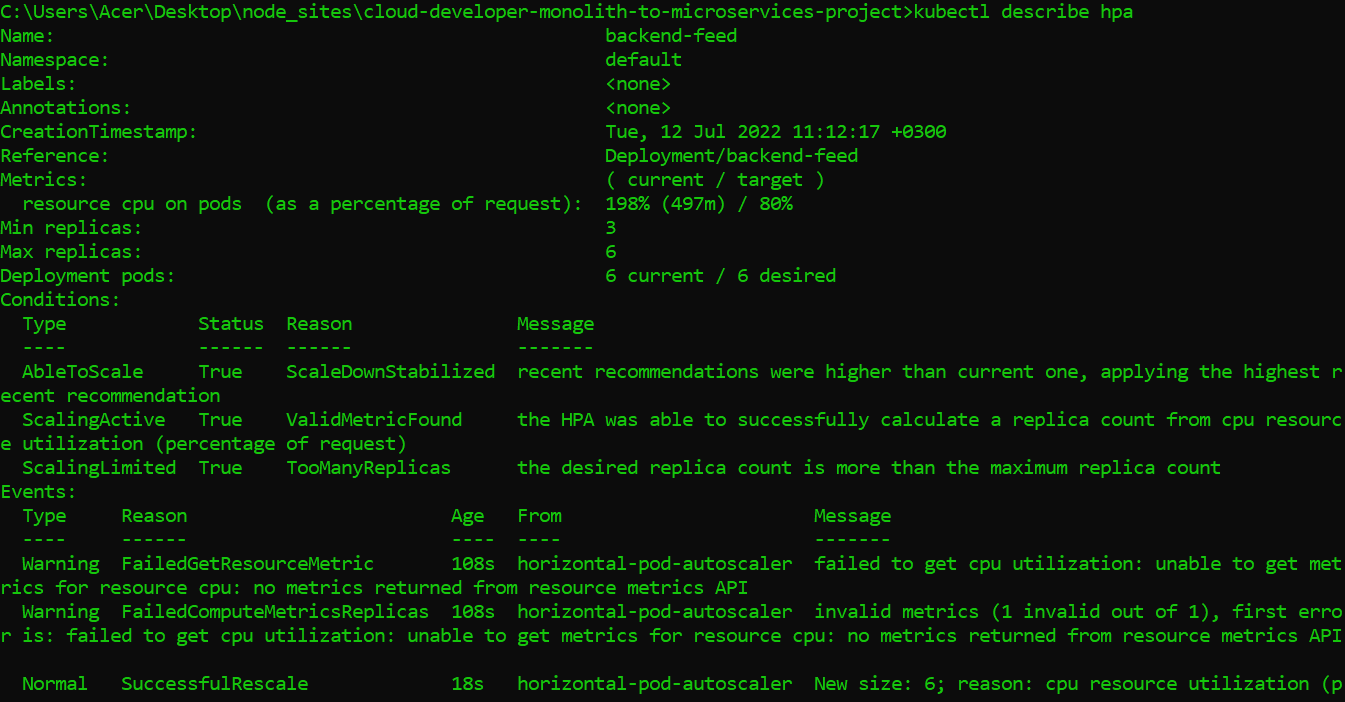 C:\Users\Acer\Desktop\node_sites\cloud-developer-monolith-to-microservices-project>kubectl describe hpa
Name:                                                  backend-feed
Namespace:                                             default
Labels:                                                <none>
Annotations:                                           <none>
CreationTimestamp:                                     Tue, 12 Jul 2022 11:12:17 +0300
Reference:                                             Deployment/backend-feed
Metrics:                                               ( current / target )
  resource cpu on pods  (as a percentage of request):  198% (497m) / 80%
Min replicas:                                          3
Max replicas:                                          6
Deployment pods:                                       6 current / 6 desired
Conditions:
  Type            Status  Reason               Message
  ----            ------  ------               -------
  AbleToScale     True    ScaleDownStabilized  recent recommendations were higher than current one, applying the highest r
ecent recommendation
  ScalingActive   True    ValidMetricFound     the HPA was able to successfully calculate a replica count from cpu resourc
e utilization (percentage of request)
  ScalingLimited  True    TooManyReplicas      the desired replica count is more than the maximum replica count
Events:
  Type     Reason                        Age   From                       Message
  ----     ------                        ----  ----                       -------
  Warning  FailedGetResourceMetric       108s  horizontal-pod-autoscaler  failed to get cpu utilization: unable to get met
rics for resource cpu: no metrics returned from resource metrics API
  Warning  FailedComputeMetricsReplicas  108s  horizontal-pod-autoscaler  invalid metrics (1 invalid out of 1), first erro
r is: failed to get cpu utilization: unable to get metrics for resource cpu: no metrics returned from resource metrics API
  Normal   SuccessfulRescale             18s   horizontal-pod-autoscaler  New size: 6; reason: cpu resource utilization (p